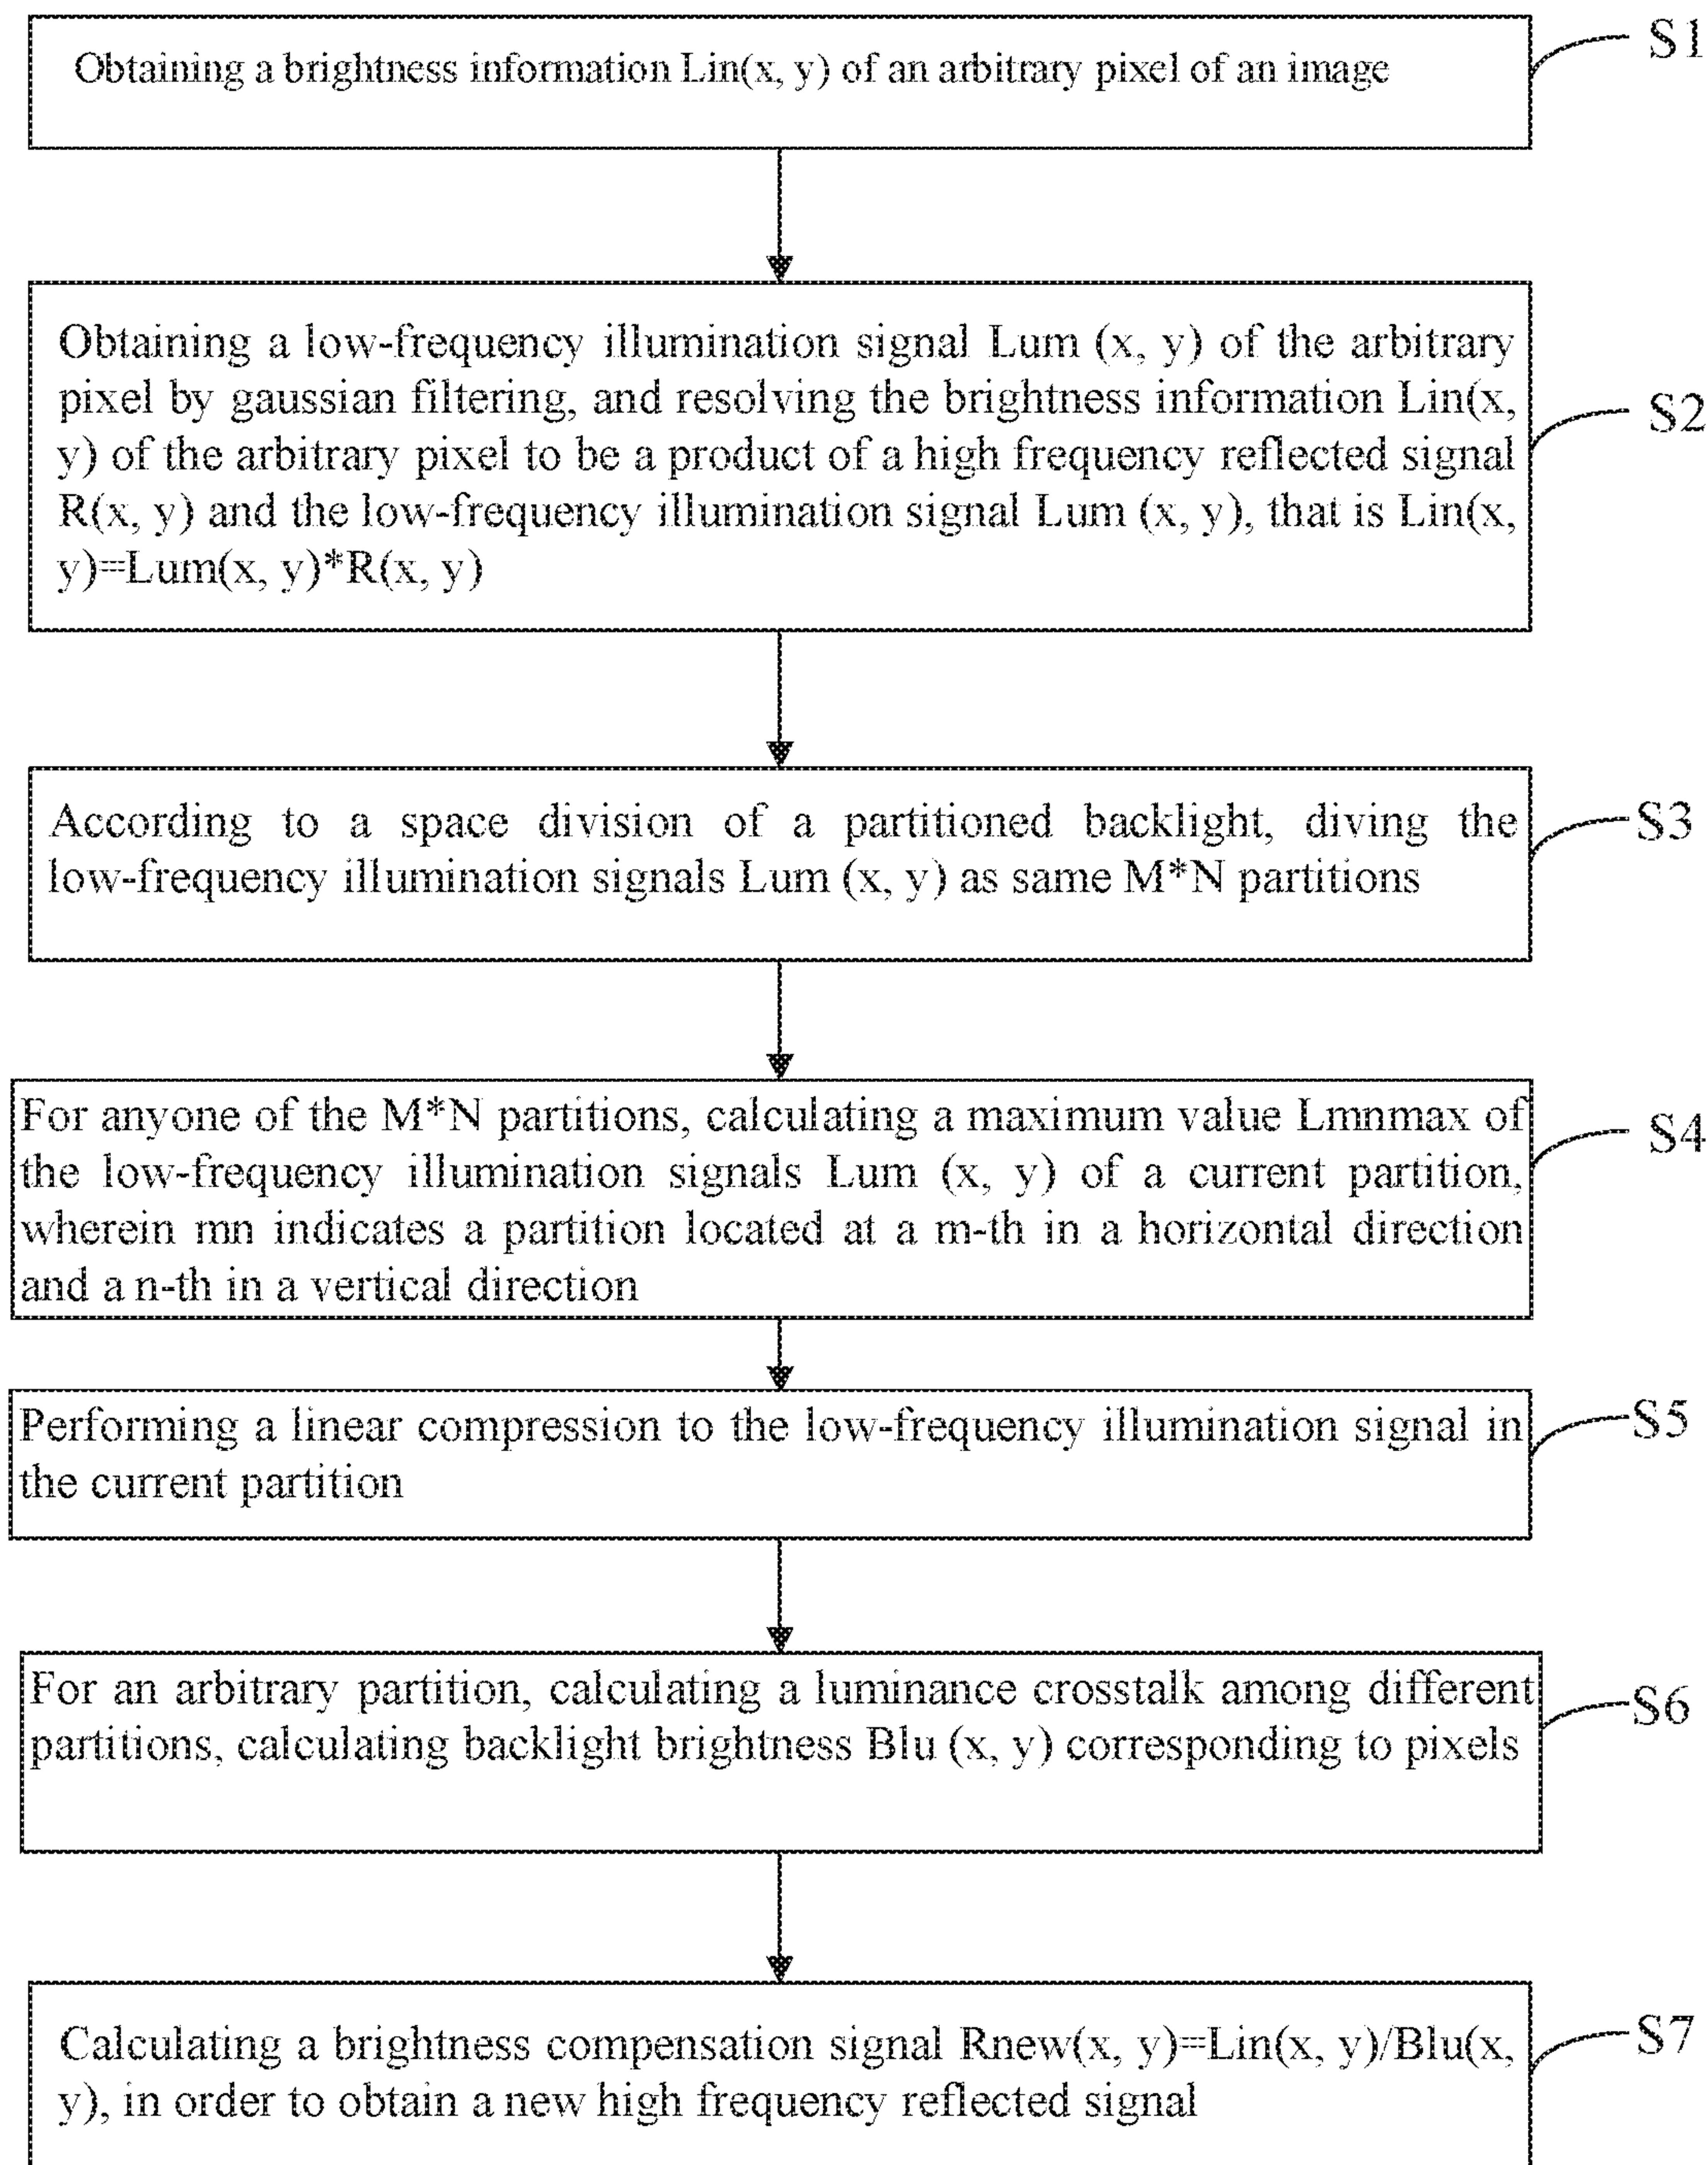 Obtaining a brightness information Lin(x, y) of an arbitrary pixel of an image
S1
Obtaining a low-frequency illumination signal Lum (x, y) of the arbitrary
pixel by gaussian filtering, and resolving the brightness information Lin(x,
y) of the arbitrary pixel to be a product of a high frequency reflected signal
R(x, y) and the low-frequency illumination signal Lum (x, y), that is Lin(x,
y)=Lum(x, y)*R(x, y)
S2
According to a space division of a partitioned backlight, diving the
low-frequency illumination signals Lum (x, y) as same M*N partitions
S3
For anyone of the M*N partitions, calculating a maximum value Lmnmax of
the low-frequency illumination signals Lum (x, y) of a current partition,
wherein mn indicates a partition located at a m-th in a horizontal direction
and a n-th in a vertical direction
S4
Performing a linear compression to the low-frequency illumination signal in
the current partition
S5
For an arbitrary partition, calculating a luminance crosstalk among different
partitions, calculating backlight brightness Blu (x, y) corresponding to pixels
S6
Calculating a brightness compensation signal Rnew(x, y)=Lin(x, y)/Blu(x,
y), in order to obtain a new high frequency reflected signal
S7